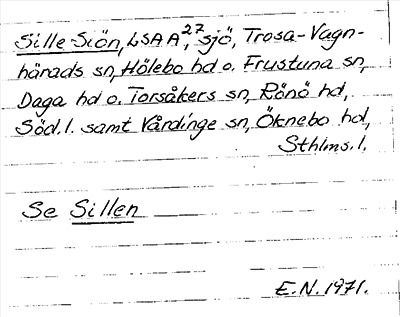 Sille-Siön, LSA A²⁷, sjö, Trosa-Vagn-
härads sn, Hölebo hd o. Frustuna sn,
Daga hd o. Torsåkers sn, Rönö hd,
Söd.l. samt Vårdinge sn, Öknebo hd,
Sthlms.l.
Se Sillen
E.N.1971.